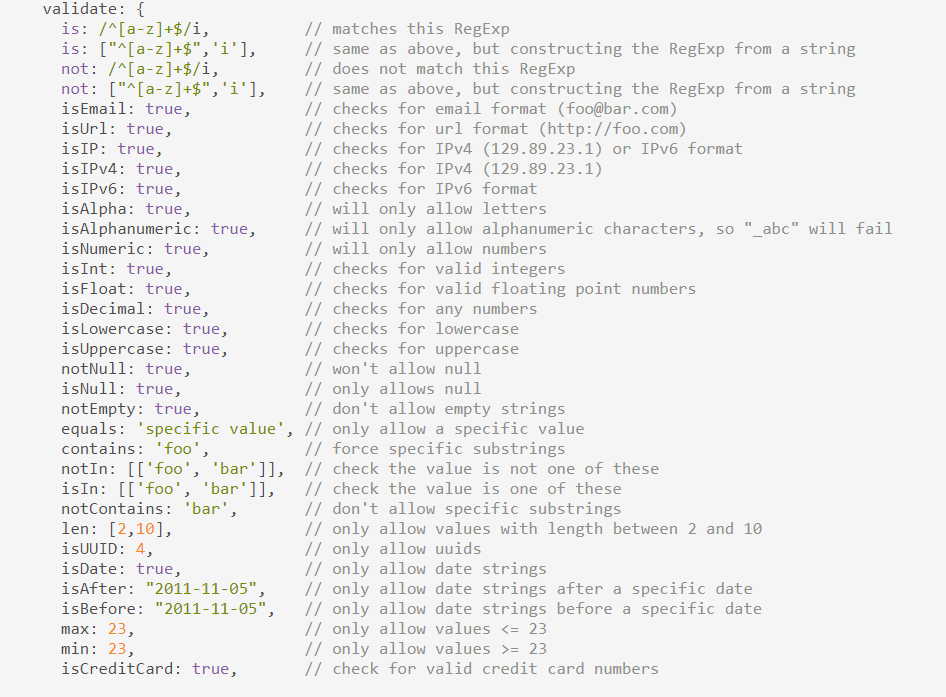 validate: {
is: /^[a-z]+$/i, // matches this RegExp
is: ["^[a-z]+$",'i'], // same as above, but constructing the RegExp from a string
not: /^[a-z]+$/i, // does not match this RegExp
not: ["^[a-z]+$",'i'], // same as above, but constructing the RegExp from a string
isEmail: true, // checks for email format (foo@bar.com)
isUrl: true, // checks for url format (http://foo.com)
isIP: true, // checks for IPv4 (129.89.23.1) or IPv6 format
isIPv4: true, // checks for IPv4 (129.89.23.1)
isIPv6: true, // checks for IPv6 format
isAlpha: true, // will only allow letters
isAlphanumeric: true, // will only allow alphanumeric characters, so "_abc" will fail
isNumeric: true, // will only allow numbers
isInt: true, // checks for valid integers
isFloat: true, // checks for valid floating point numbers
isDecimal: true, // checks for any numbers
isLowercase: true, // checks for lowercase
isUppercase: true, // checks for uppercase
notNull: true, // won't allow null
isNull: true, // only allows null
notEmpty: true, // don't allow empty strings
equals: 'specific value', // only allow a specific value
contains: 'foo', // force specific substrings
notIn: [['foo', 'bar']], // check the value is not one of these
isIn: [['foo', 'bar']], // check the value is one of these
notContains: 'bar', // don't allow specific substrings
len: [2,10], // only allow values with length between 2 and 10
isUUID: 4, // only allow uuids
isDate: true, // only allow date strings
isAfter: "2011-11-05", // only allow date strings after a specific date
isBefore: "2011-11-05", // only allow date strings before a specific date
max: 23, // only allow values <= 23
min: 23, // only allow values >= 23
isCreditCard: true, // check for valid credit card numbers